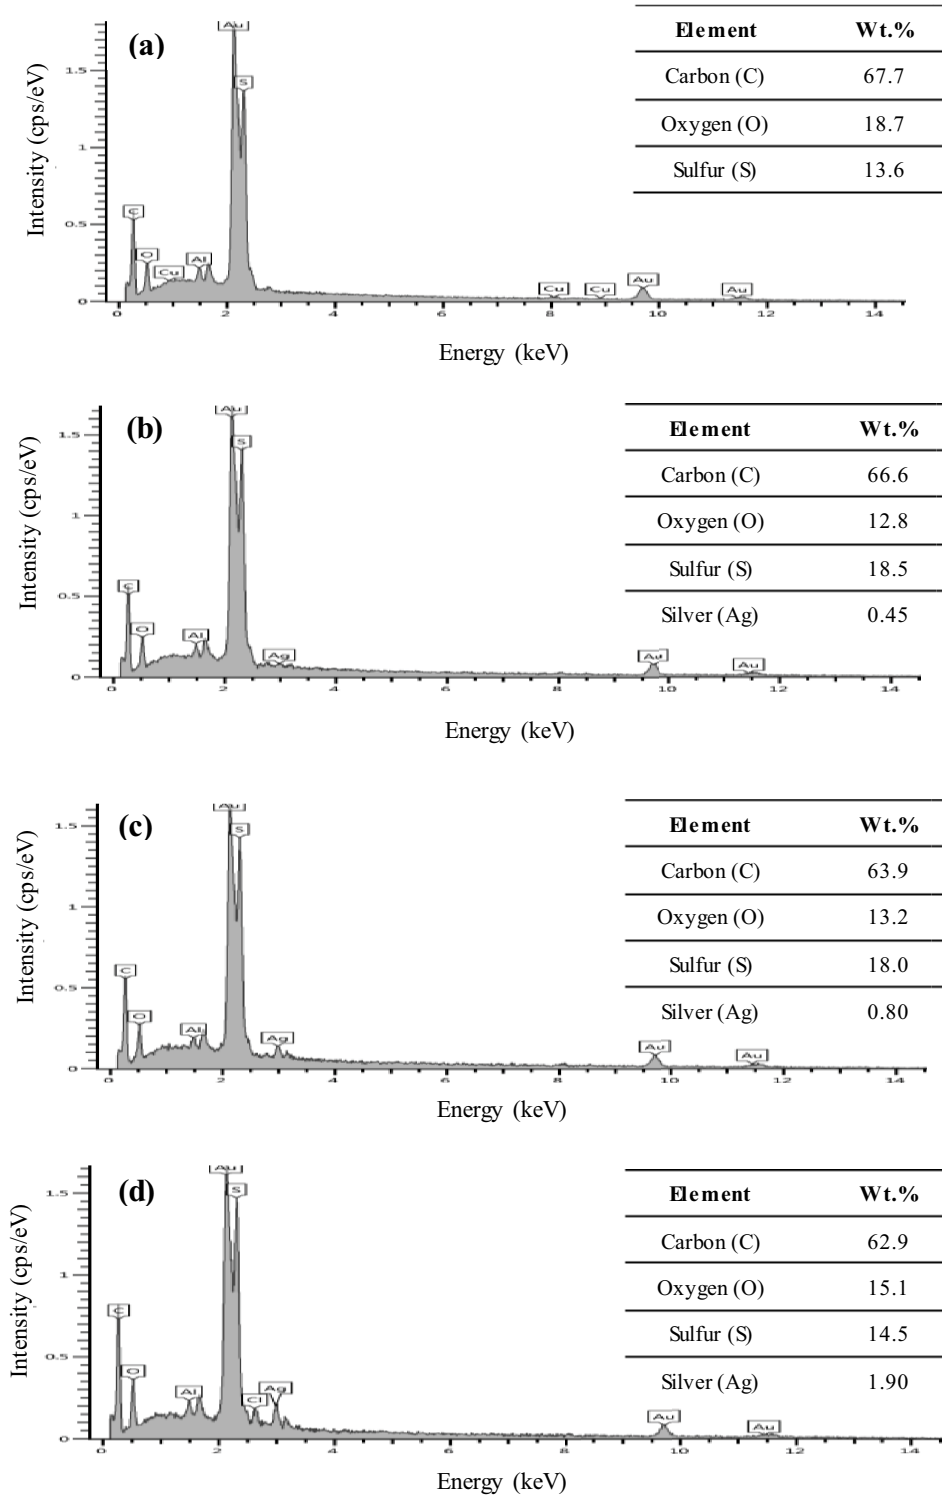 (a)
Element Wt.%
Carbon (C) 67.7
Oxygen (O) 18.7
Sulfur (S) 13.6
Intensity (cps/eV)
1.5
1
0.5
0
Au
S
C
O
Cu
Al
Cu
Cu
Au
Au
0 2 4 6 8 10 12 14
Energy (keV)
(b)
Element Wt.%
Carbon (C) 66.6
Oxygen (O) 12.8
Sulfur (S) 18.5
Silver (Ag) 0.45
Intensity (cps/eV)
1.5
1
0.5
0
Au
S
C
O
Al
Ag
Au
Au
0 2 4 6 8 10 12 14
Energy (keV)
(c)
Element Wt.%
Carbon (C) 63.9
Oxygen (O) 13.2
Sulfur (S) 18.0
Silver (Ag) 0.80
Intensity (cps/eV)
1.5
1
0.5
0
Au
S
C
O
Al
Ag
Au
Au
0 2 4 6 8 10 12 14
Energy (keV)
(d)
Element Wt.%
Carbon (C) 62.9
Oxygen (O) 15.1
Sulfur (S) 14.5
Silver (Ag) 1.90
Intensity (cps/eV)
1.5
1
0.5
0
Au
S
C
O
Al
Cl
Ag
Au
Au
0 2 4 6 8 10 12 14
Energy (keV)